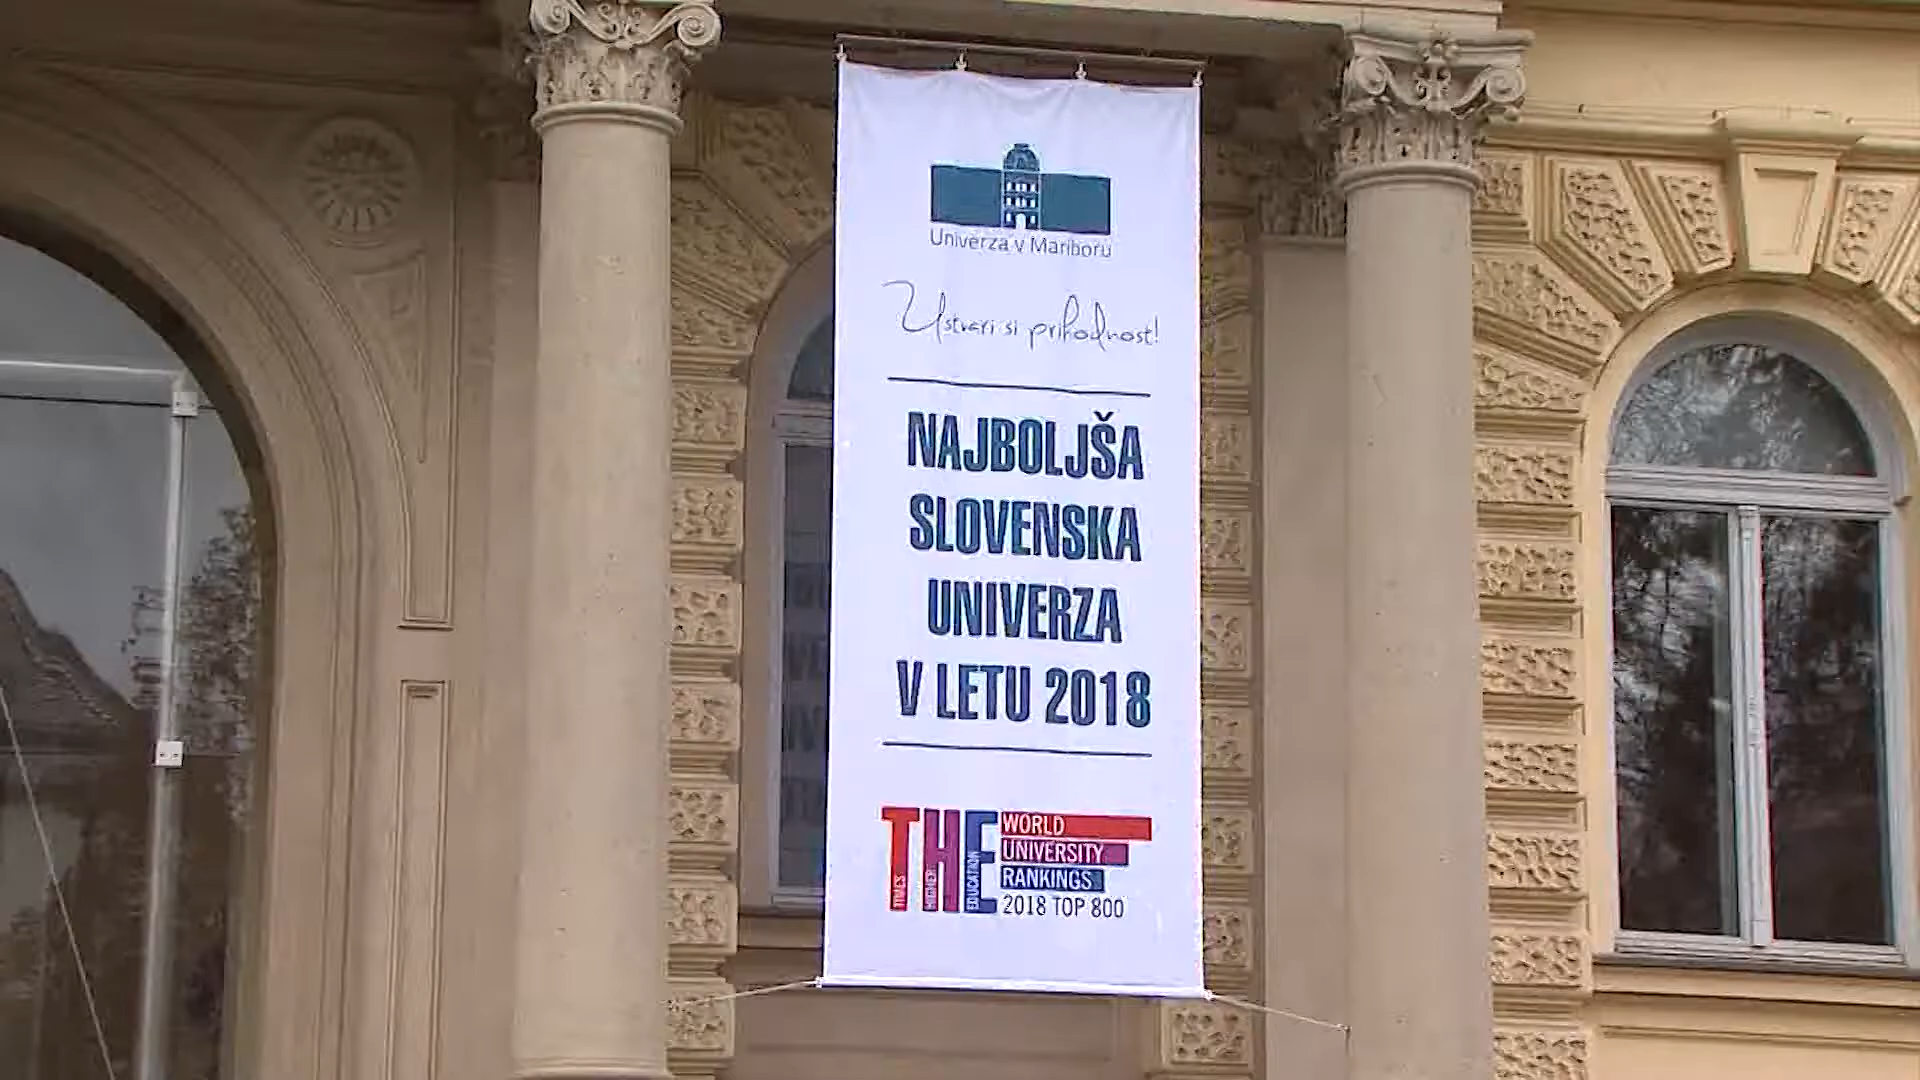 Univerza v Mariboru
Ustvari si prihodnost!
NAJBOLJŠA
SLOVENSKA
UNIVERZA
V LETU 2018
THE
TIMES
HIGHER
EDUCATION
WORLD
UNIVERSITY
RANKINGS
2018 TOP 800